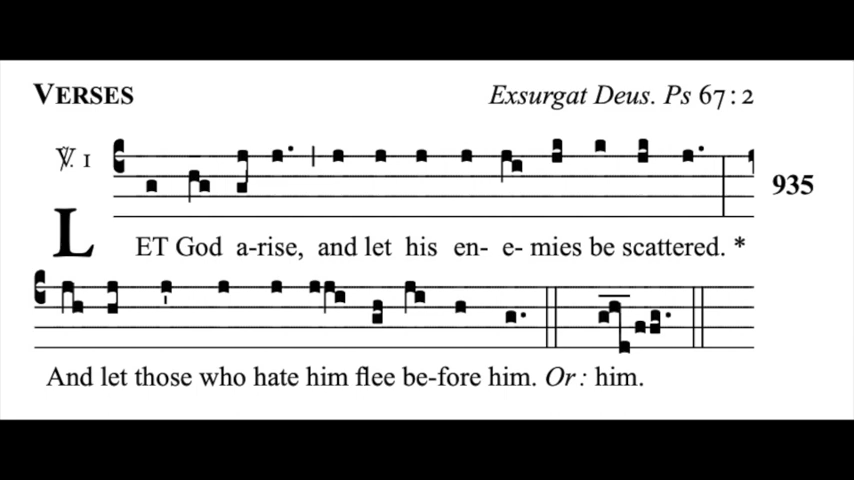 VERSES Exsurgat Deus. Ps 67 : 2
℣. 1
935
LET God a-rise, and let his en- e- mies be scattered. *
And let those who hate him flee be-fore him. Or : him.